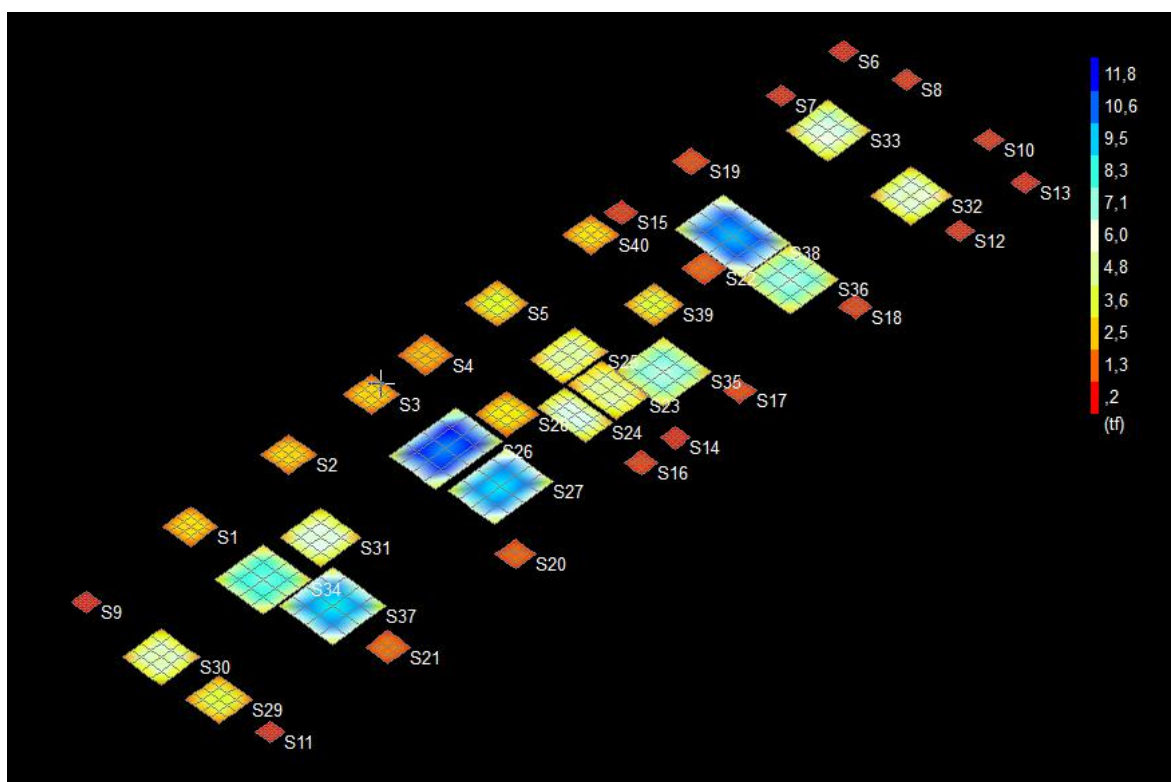 S6
S8
11,8
10,6
S7
9,5
S33
S10
8,3
S19
7,1
S13
S32
6,0
S15
S12
4,8
S40
S38
3,6
S22
S36
2,5
S5
S39
S18
1,3
S4
S25
S35
,2
S3
S23
S17
(tf)
S28
S24
S14
S26
S2
S16
S27
S1
S31
S20
S34
S9
S37
S21
S30
S29
S11